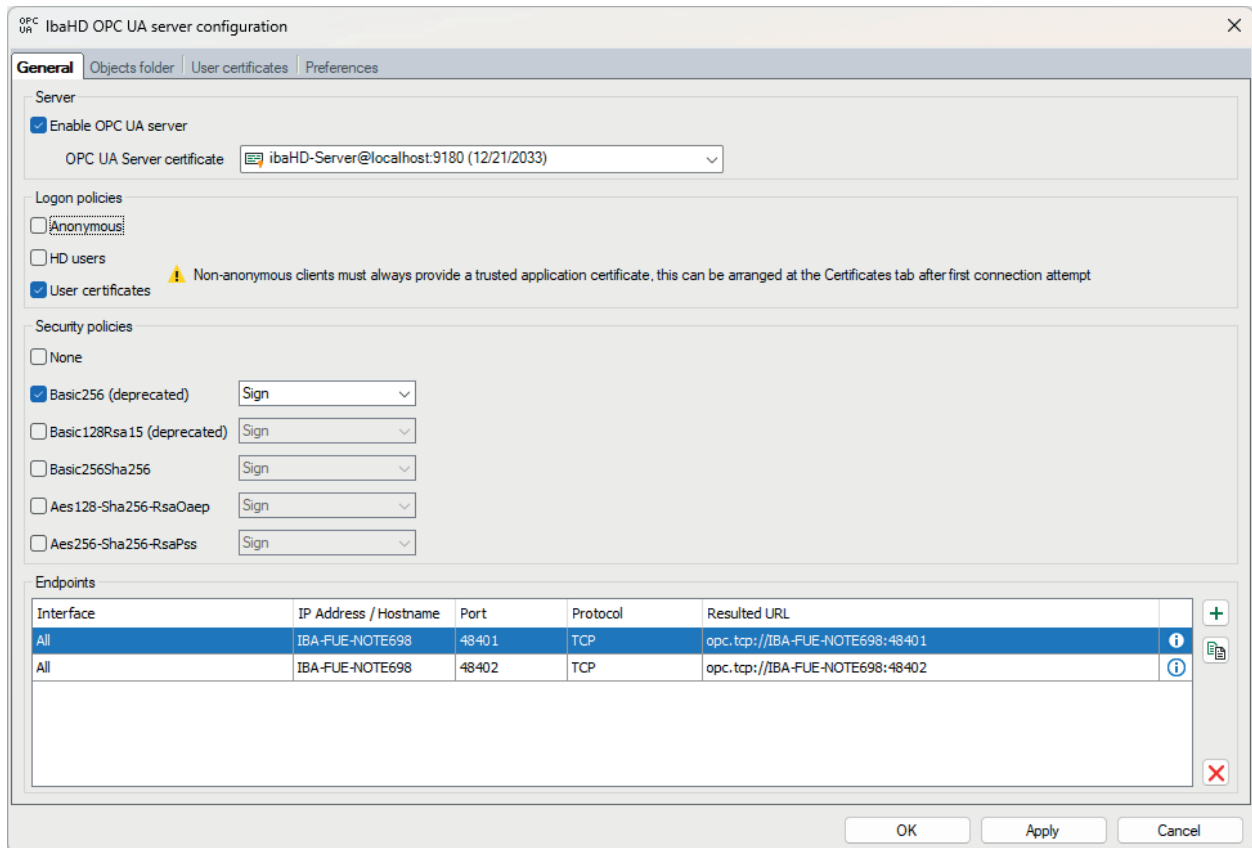 OPC UA IbaHD OPC UA server configuration
General Objects folder User certificates Preferences
Server
Enable OPC UA server
OPC UA Server certificate ibaHD-Server@localhost:9180 (12/21/2033)
Logon policies
Anonymous
HD users
Non-anonymous clients must always provide a trusted application certificate, this can be arranged at the Certificates tab after first connection attempt
User certificates
Security policies
None
Basic256 (deprecated) Sign
Basic128Rsa15 (deprecated) Sign
Basic256Sha256 Sign
Aes128-Sha256-RsaOaep Sign
Aes256-Sha256-RsaPss Sign
Endpoints
Interface IP Address / Hostname Port Protocol Resulted URL
All IBA-FUE-NOTE698 48401 TCP opc.tcp://IBA-FUE-NOTE698:48401
All IBA-FUE-NOTE698 48402 TCP opc.tcp://IBA-FUE-NOTE698:48402
OK Apply Cancel